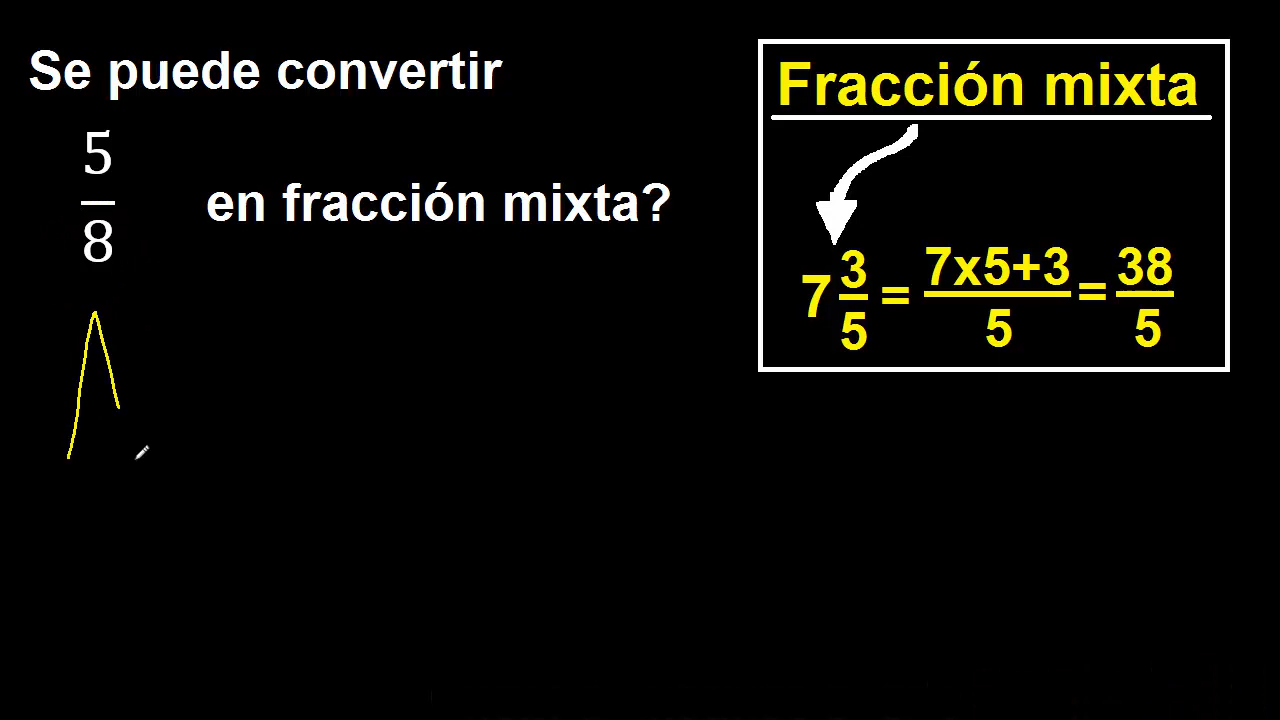 Se puede convertir
5
8
en fracción mixta?
Fracción mixta
7 3/5 = 7x5+3/5 = 38/5